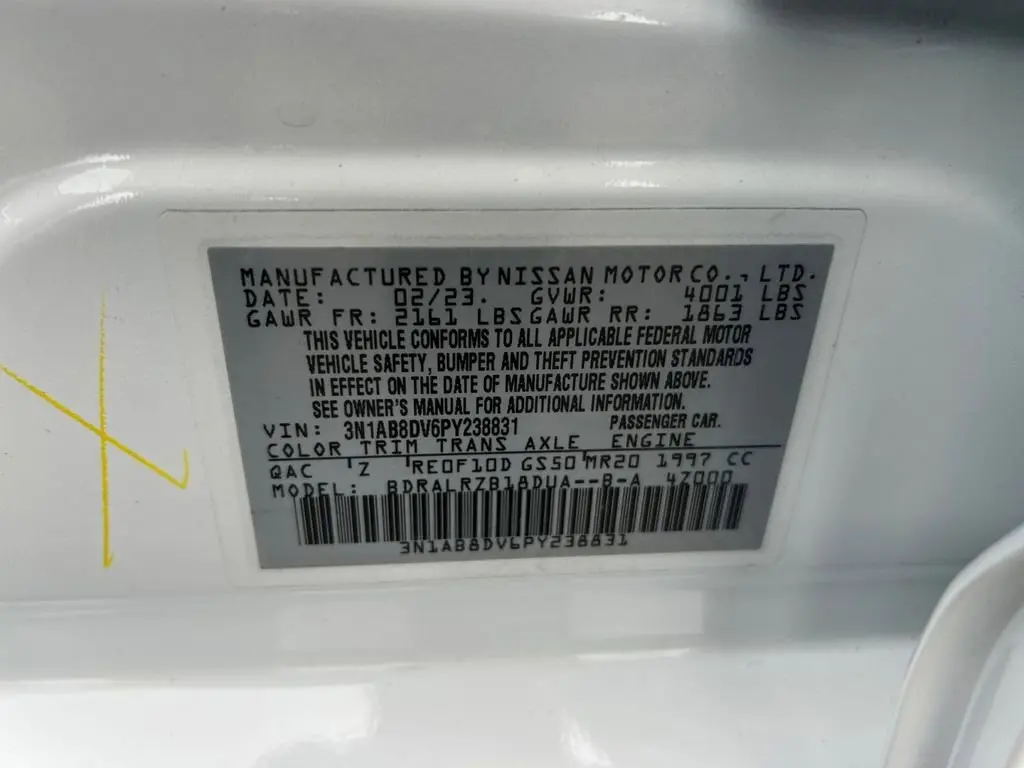 MANUFACTURED BY NISSAN MOTOR CO., LTD.
DATE: 02/23. GVWR: 4001 LBS
GAWR FR: 2161 LBS GAWR RR: 1863 LBS
THIS VEHICLE CONFORMS TO ALL APPLICABLE FEDERAL MOTOR
VEHICLE SAFETY, BUMPER AND THEFT PREVENTION STANDARDS
IN EFFECT ON THE DATE OF MANUFACTURE SHOWN ABOVE.
SEE OWNER'S MANUAL FOR ADDITIONAL INFORMATION.
VIN: 3N1AB8DV6PY238831 PASSENGER CAR.
COLOR TRIM TRANS AXLE ENGINE
QAC Z RE0F10D GS50 MR20 1997 CC
MODEL: BDRALRZB18DUA--B-A 4Z000
3N1AB8DV6PY238831